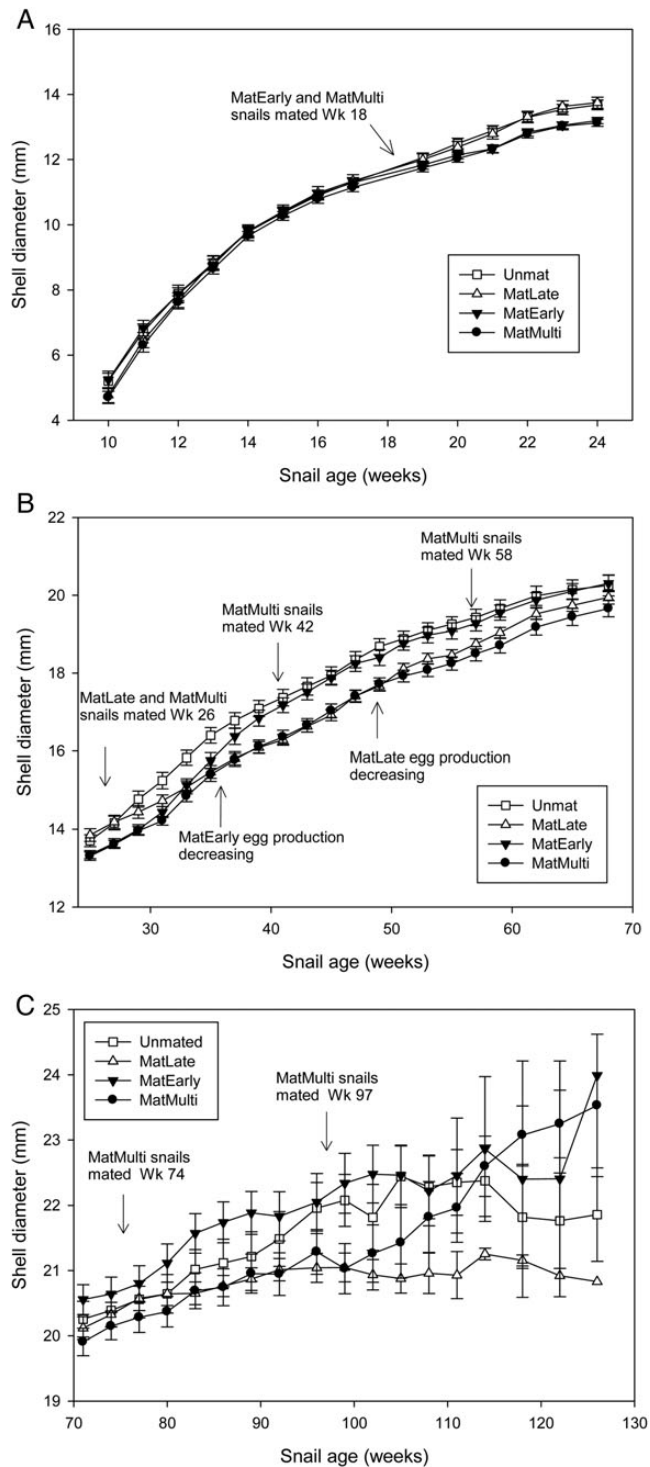 A
16
14
12
10
8
6
4
Shell diameter (mm)
MatEarly and MatMulti
snails mated Wk 18
Unmat
MatLate
MatEarly
MatMulti
10 12 14 16 18 20 22 24
Snail age (weeks)
B
22
20
18
16
14
12
Shell diameter (mm)
MatMulti snails
mated Wk 58
MatMulti snails
mated Wk 42
MatLate and MatMulti
snails mated Wk 26
MatLate egg production
decreasing
MatEarly egg production
decreasing
Unmat
MatLate
MatEarly
MatMulti
30 40 50 60 70
Snail age (weeks)
C
25
24
23
22
21
20
19
Shell diameter (mm)
Unmated
MatLate
MatEarly
MatMulti
MatMulti snails
mated Wk 97
MatMulti snails
mated Wk 74
70 80 90 100 110 120 130
Snail age (weeks)